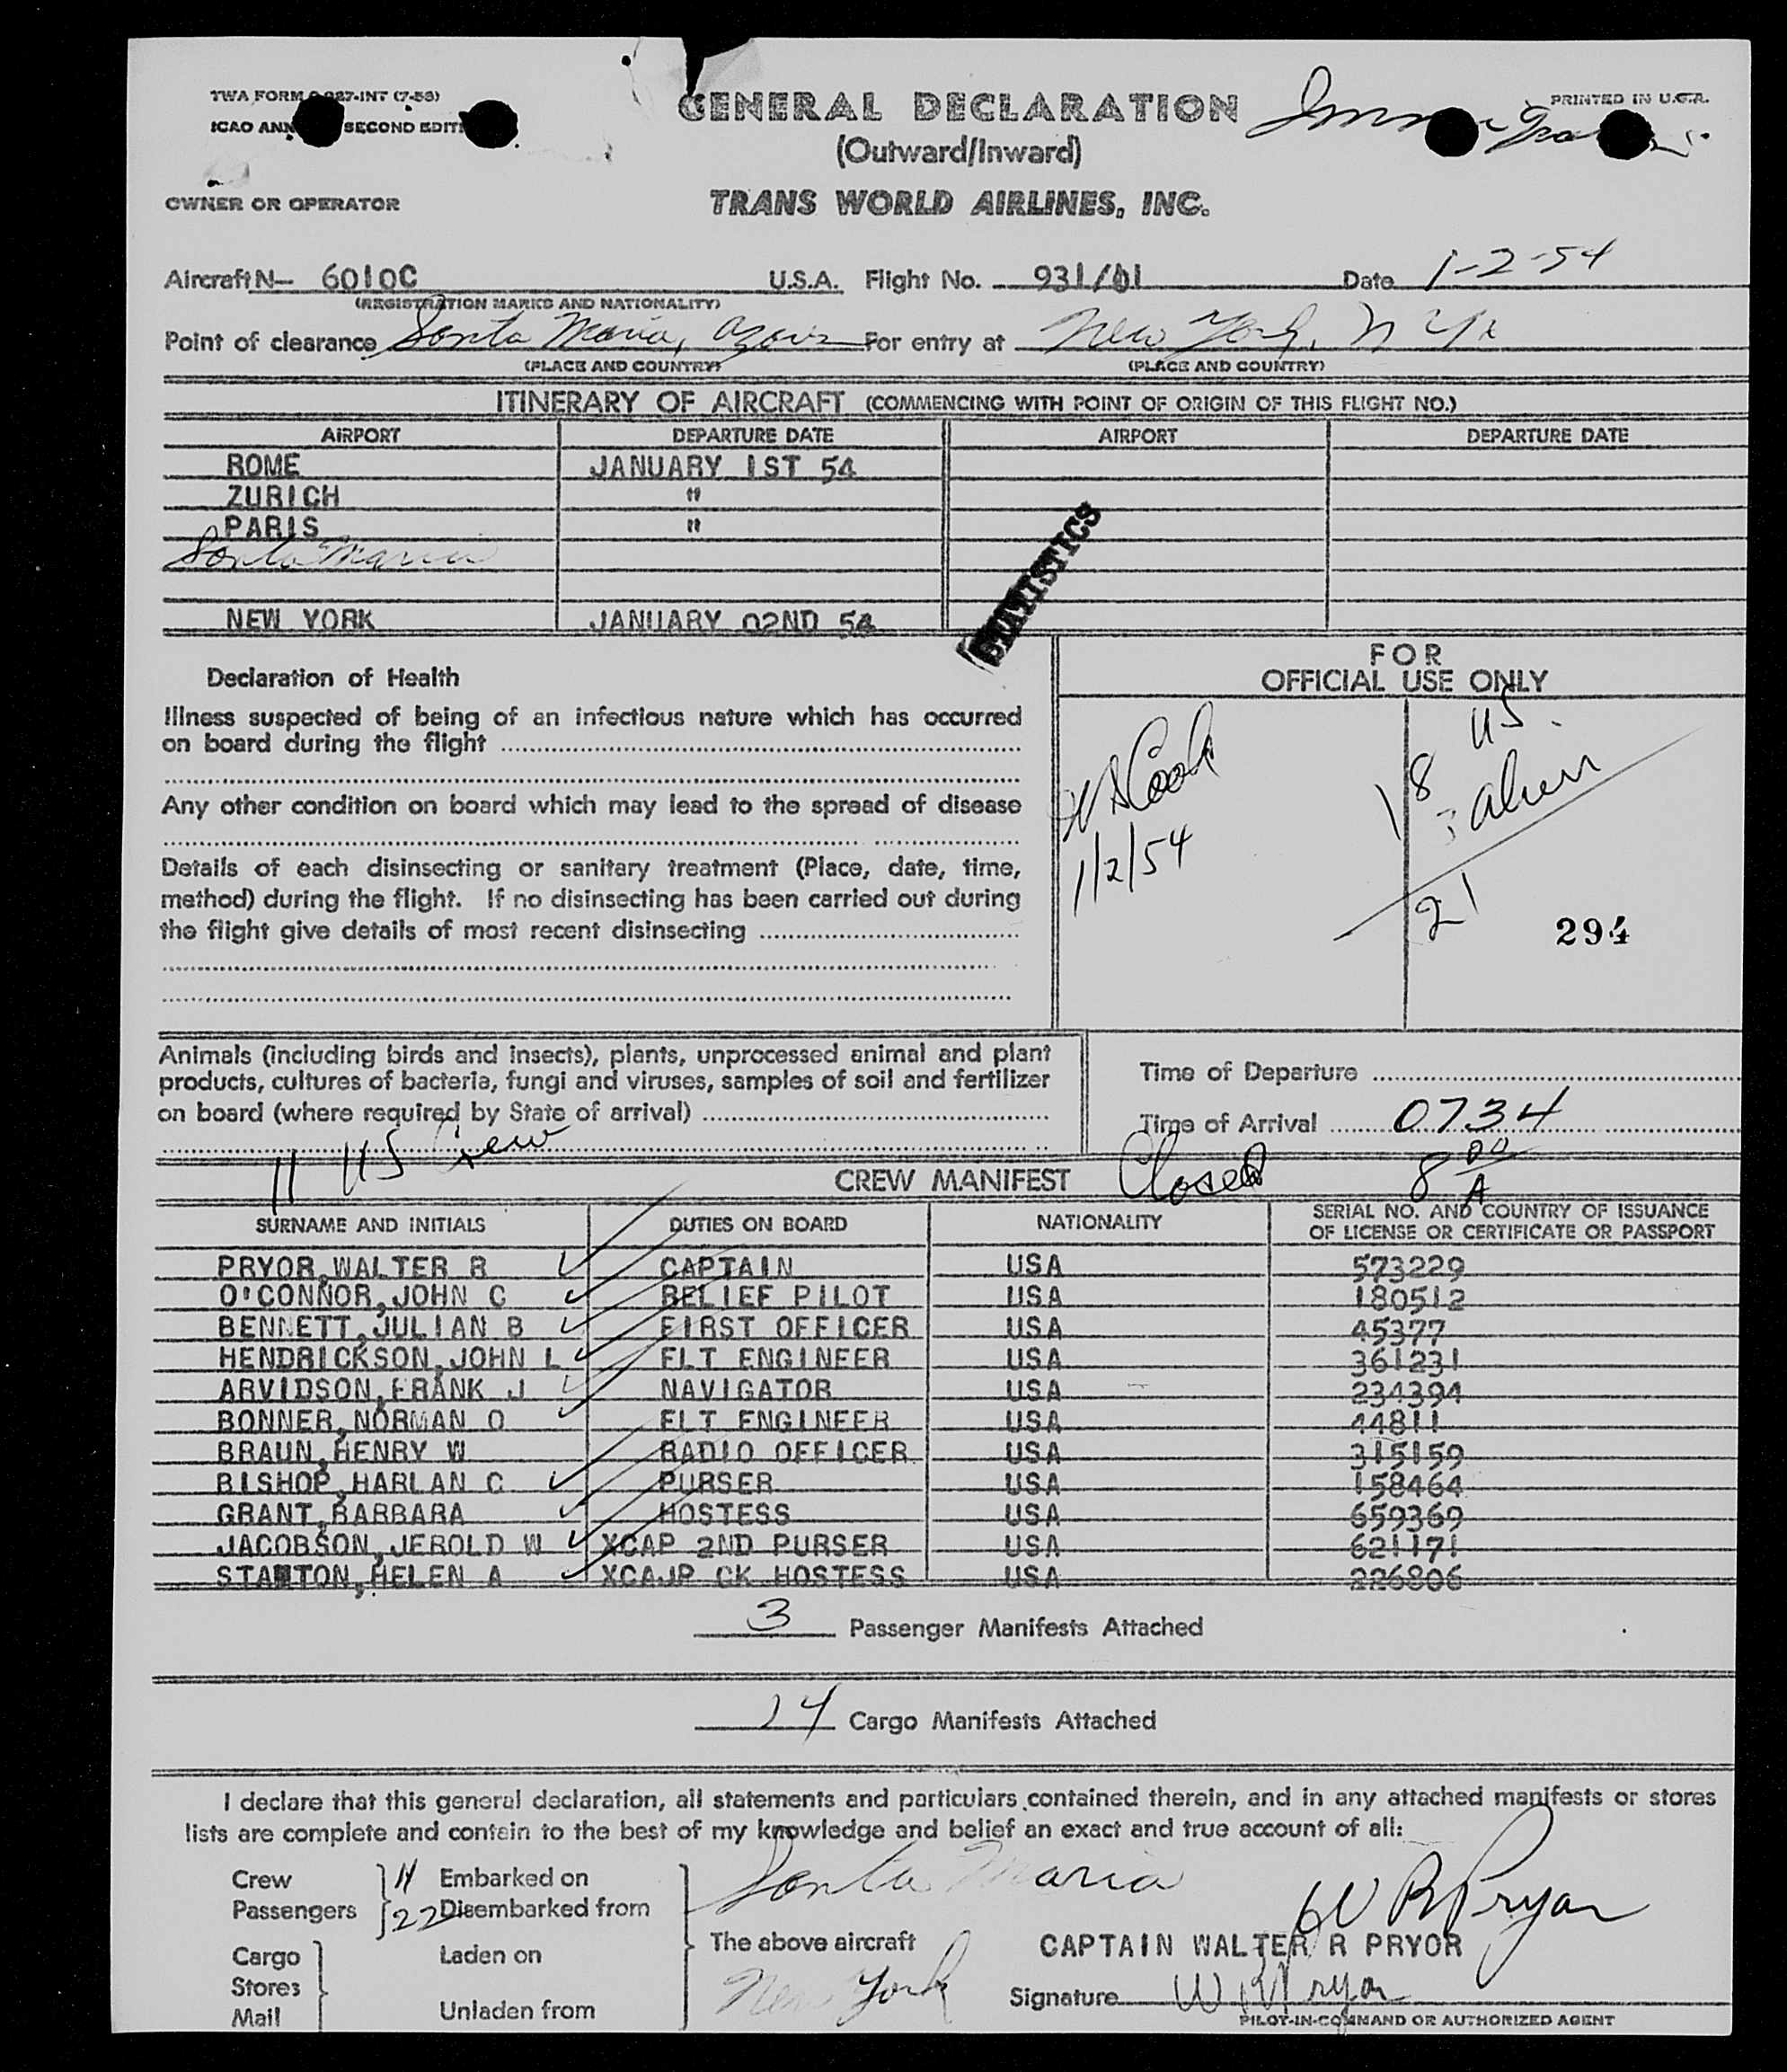 TWA FORM 27-INT (7-53)
PRINTED IN U.S.A.
ICAO ANN SECOND EDITI
GENERAL DECLARATION
(Outward/Inward)
OWNER OR OPERATOR
TRANS WORLD AIRLINES, INC.
Aircraft N— 6010C U.S.A. Flight No. 931/01 Date 1-2-54
(REGISTRATION MARKS AND NATIONALITY)
Point of clearance Santa Maria, Azores For entry at New York, N Y
(PLACE AND COUNTRY) (PLACE AND COUNTRY)
ITINERARY OF AIRCRAFT (COMMENCING WITH POINT OF ORIGIN OF THIS FLIGHT NO.)
AIRPORT DEPARTURE DATE AIRPORT DEPARTURE DATE
ROME JANUARY 1ST 54
ZURICH "
PARIS "
Santa Maria
NEW YORK JANUARY 02ND 54
STATISTICS
Declaration of Health
Illness suspected of being of an infectious nature which has occurred
on board during the flight
Any other condition on board which may lead to the spread of disease
Details of each disinsecting or sanitary treatment (Place, date, time,
method) during the flight. If no disinsecting has been carried out during
the flight give details of most recent disinsecting
FOR
OFFICIAL USE ONLY
Cook
1/2/54
18 US.
3 alien
21
294
Animals (including birds and insects), plants, unprocessed animal and plant
products, cultures of bacteria, fungi and viruses, samples of soil and fertilizer
on board (where required by State of arrival)
Time of Departure
Time of Arrival 0734
11 US Crew
CREW MANIFEST
Closed 8 00 A
SURNAME AND INITIALS DUTIES ON BOARD NATIONALITY SERIAL NO. AND COUNTRY OF ISSUANCE
OF LICENSE OR CERTIFICATE OR PASSPORT
PRYOR,WALTER R CAPTAIN USA 573229
O'CONNOR,JOHN C RELIEF PILOT USA 180512
BENNETT,JULIAN B FIRST OFFICER USA 45377
HENDRICKSON,JOHN L FLT ENGINEER USA 361231
ARVIDSON,FRANK J NAVIGATOR USA 234394
BONNER,NORMAN O FLT ENGINEER USA 44811
BRAUN,HENRY W RADIO OFFICER USA 315159
BISHOP,HARLAN C PURSER USA 158464
GRANT,BARBARA HOSTESS USA 659369
JACOBSON,JEROLD W XCAP 2ND PURSER USA 621171
STANTON,HELEN A XCAJP CK HOSTESS USA 226806
3 Passenger Manifests Attached
14 Cargo Manifests Attached
I declare that this general declaration, all statements and particulars contained therein, and in any attached manifests or stores
lists are complete and contain to the best of my knowledge and belief an exact and true account of all:
Crew 11 Embarked on
Passengers 22 Disembarked from
Santa Maria
W R Pryor
Cargo Laden on
Stores
Mail Unladen from
The above aircraft
New York
CAPTAIN WALTER R PRYOR
Signature W R Pryor
PILOT-IN-COMMAND OR AUTHORIZED AGENT